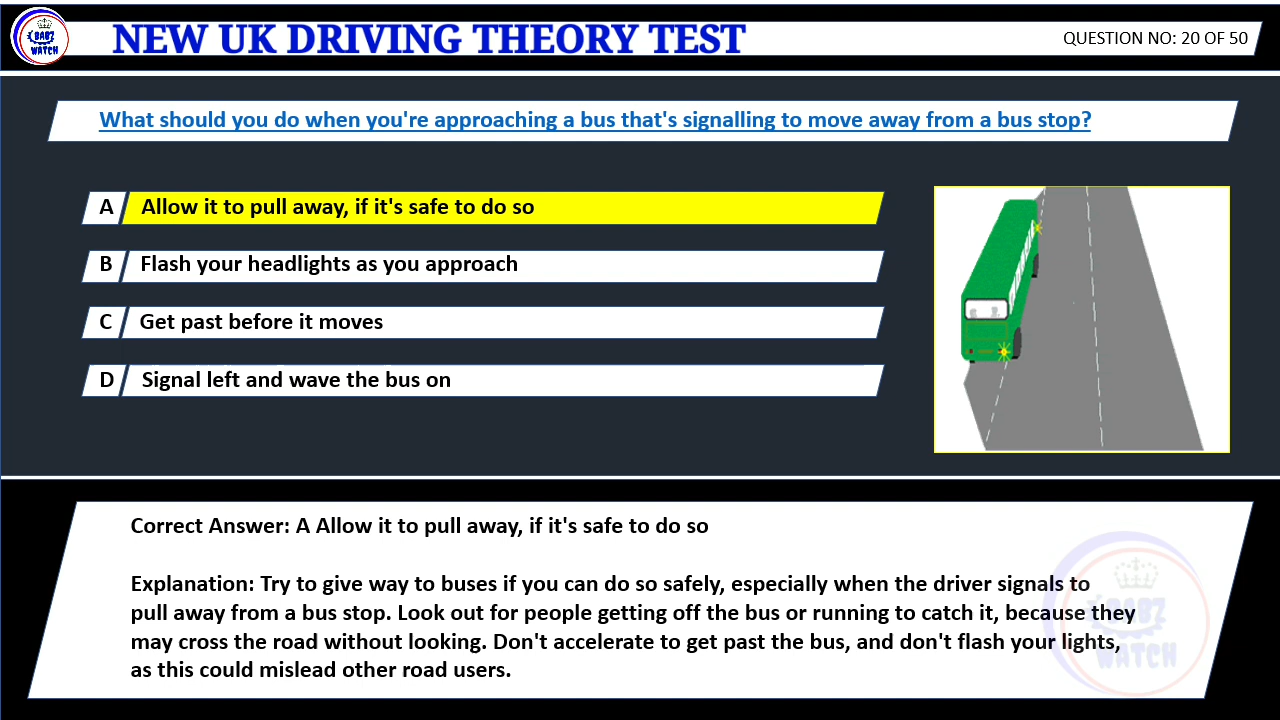 BABZ
WATCH
NEW UK DRIVING THEORY TEST
QUESTION NO: 20 OF 50
What should you do when you're approaching a bus that's signalling to move away from a bus stop?
A Allow it to pull away, if it's safe to do so
B Flash your headlights as you approach
C Get past before it moves
D Signal left and wave the bus on
Correct Answer: A Allow it to pull away, if it's safe to do so
Explanation: Try to give way to buses if you can do so safely, especially when the driver signals to
pull away from a bus stop. Look out for people getting off the bus or running to catch it, because they
may cross the road without looking. Don't accelerate to get past the bus, and don't flash your lights,
as this could mislead other road users.
BABZ
WATCH